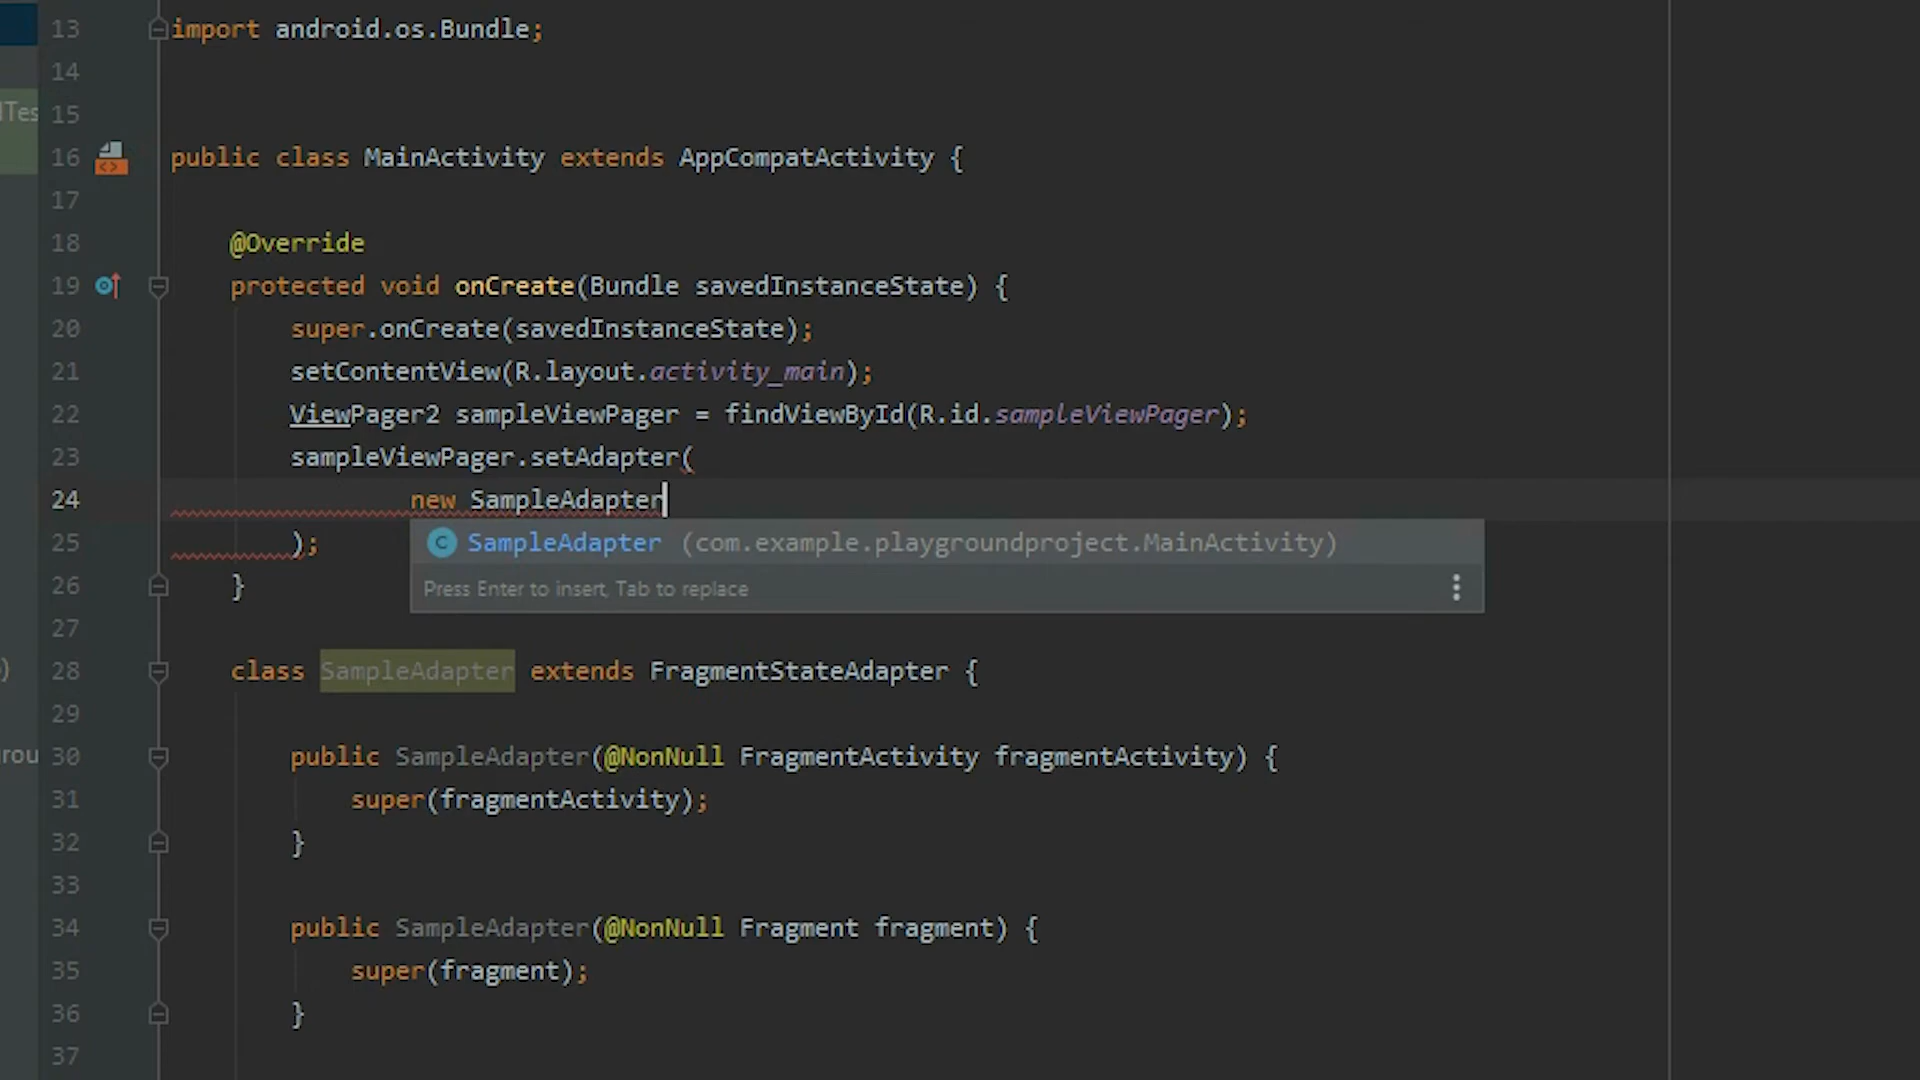 13 import android.os.Bundle;
14
lTes 15
16 public class MainActivity extends AppCompatActivity {
17
18 @Override
19 protected void onCreate(Bundle savedInstanceState) {
20 super.onCreate(savedInstanceState);
21 setContentView(R.layout.activity_main);
22 ViewPager2 sampleViewPager = findViewById(R.id.sampleViewPager);
23 sampleViewPager.setAdapter(
24 new SampleAdapter
25 ); SampleAdapter (com.example.playgroundproject.MainActivity)
26 } Press Enter to insert, Tab to replace
27
) 28 class SampleAdapter extends FragmentStateAdapter {
29
rou 30 public SampleAdapter(@NonNull FragmentActivity fragmentActivity) {
31 super(fragmentActivity);
32 }
33
34 public SampleAdapter(@NonNull Fragment fragment) {
35 super(fragment);
36 }
37